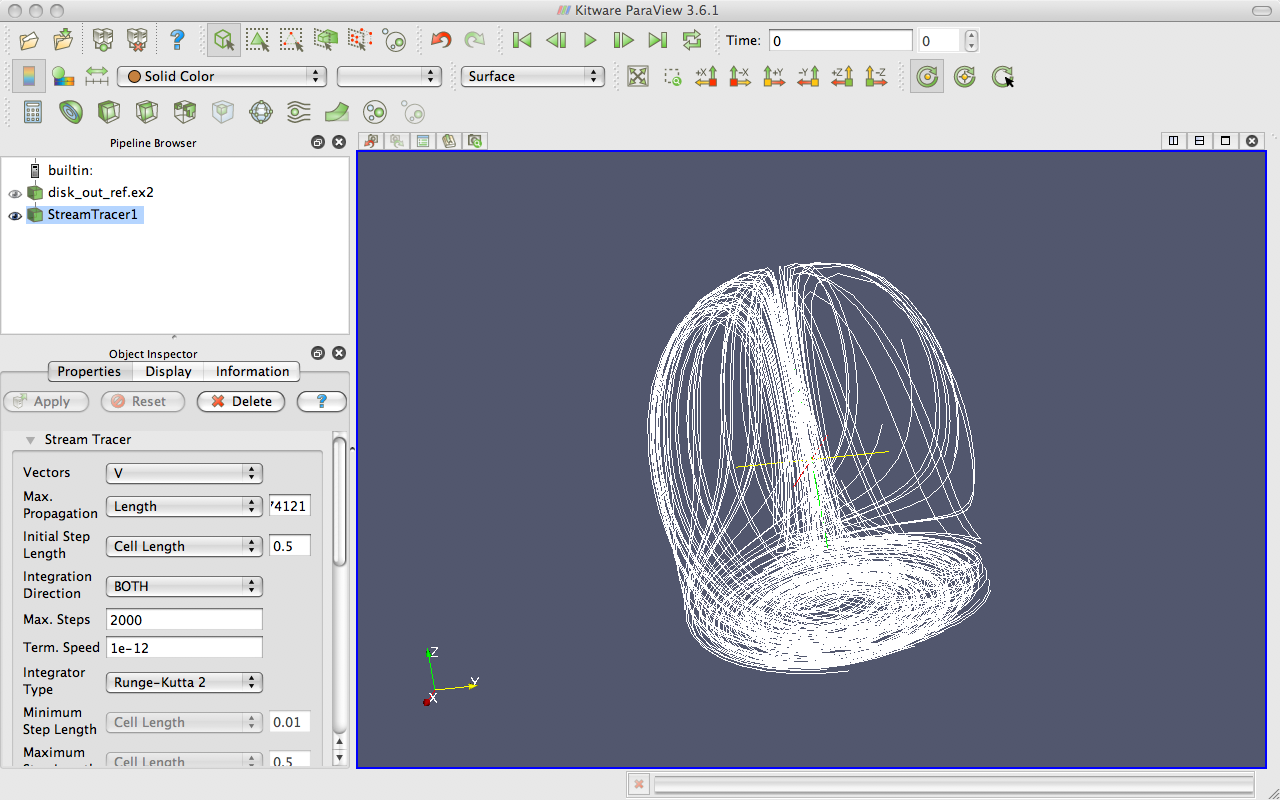 Kitware ParaView 3.6.1
Time: 0 0
Solid Color Surface
+X -X +Y -Y +Z -Z
Pipeline Browser
builtin:
disk_out_ref.ex2
StreamTracer1
Object Inspector
Properties Display Information
Apply Reset Delete ?
Stream Tracer
Vectors V
Max.
Propagation Length 74121
Initial Step
Length Cell Length 0.5
Integration
Direction BOTH
Max. Steps 2000
Term. Speed 1e-12
Integrator
Type Runge-Kutta 2
Minimum
Step Length Cell Length 0.01
Maximum
Cell Length 0.5
Z
Y
X